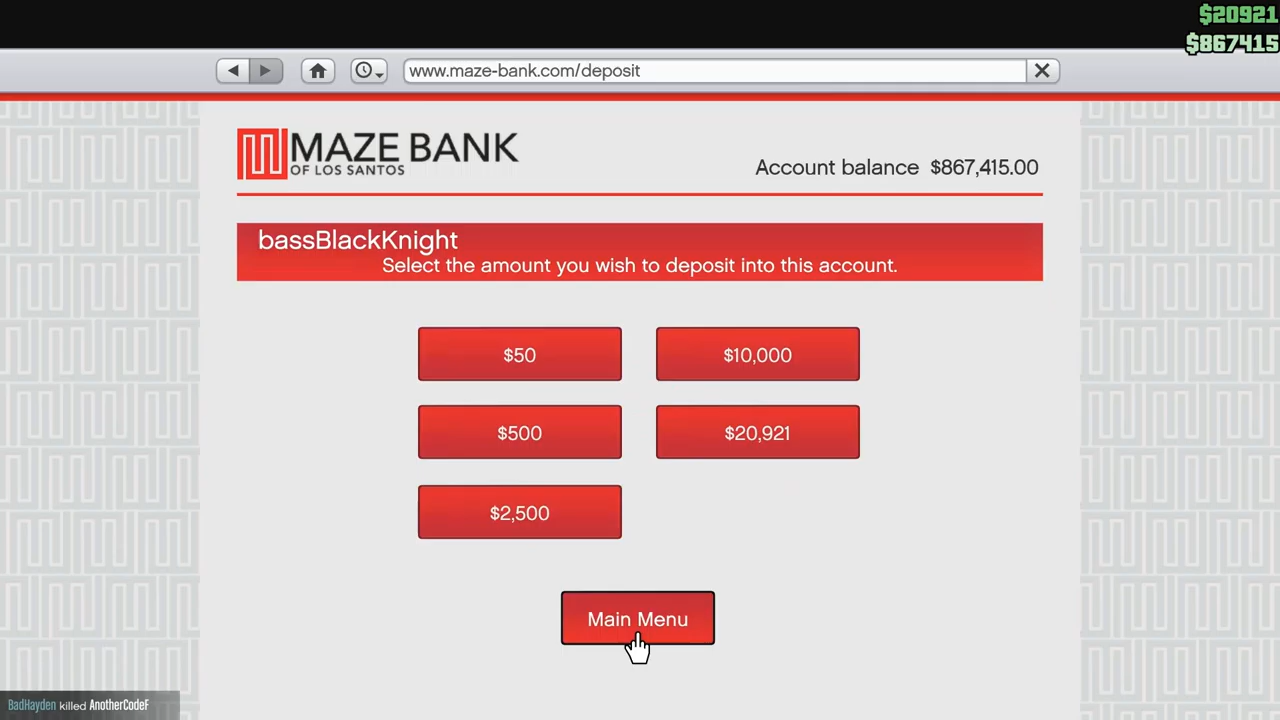 $20921
$867415
www.maze-bank.com/deposit
MAZE BANK
OF LOS SANTOS
Account balance $867,415.00
bassBlackKnight
Select the amount you wish to deposit into this account.
$50
$10,000
$500
$20,921
$2,500
Main Menu
BadHayden killed AnotherCodeF